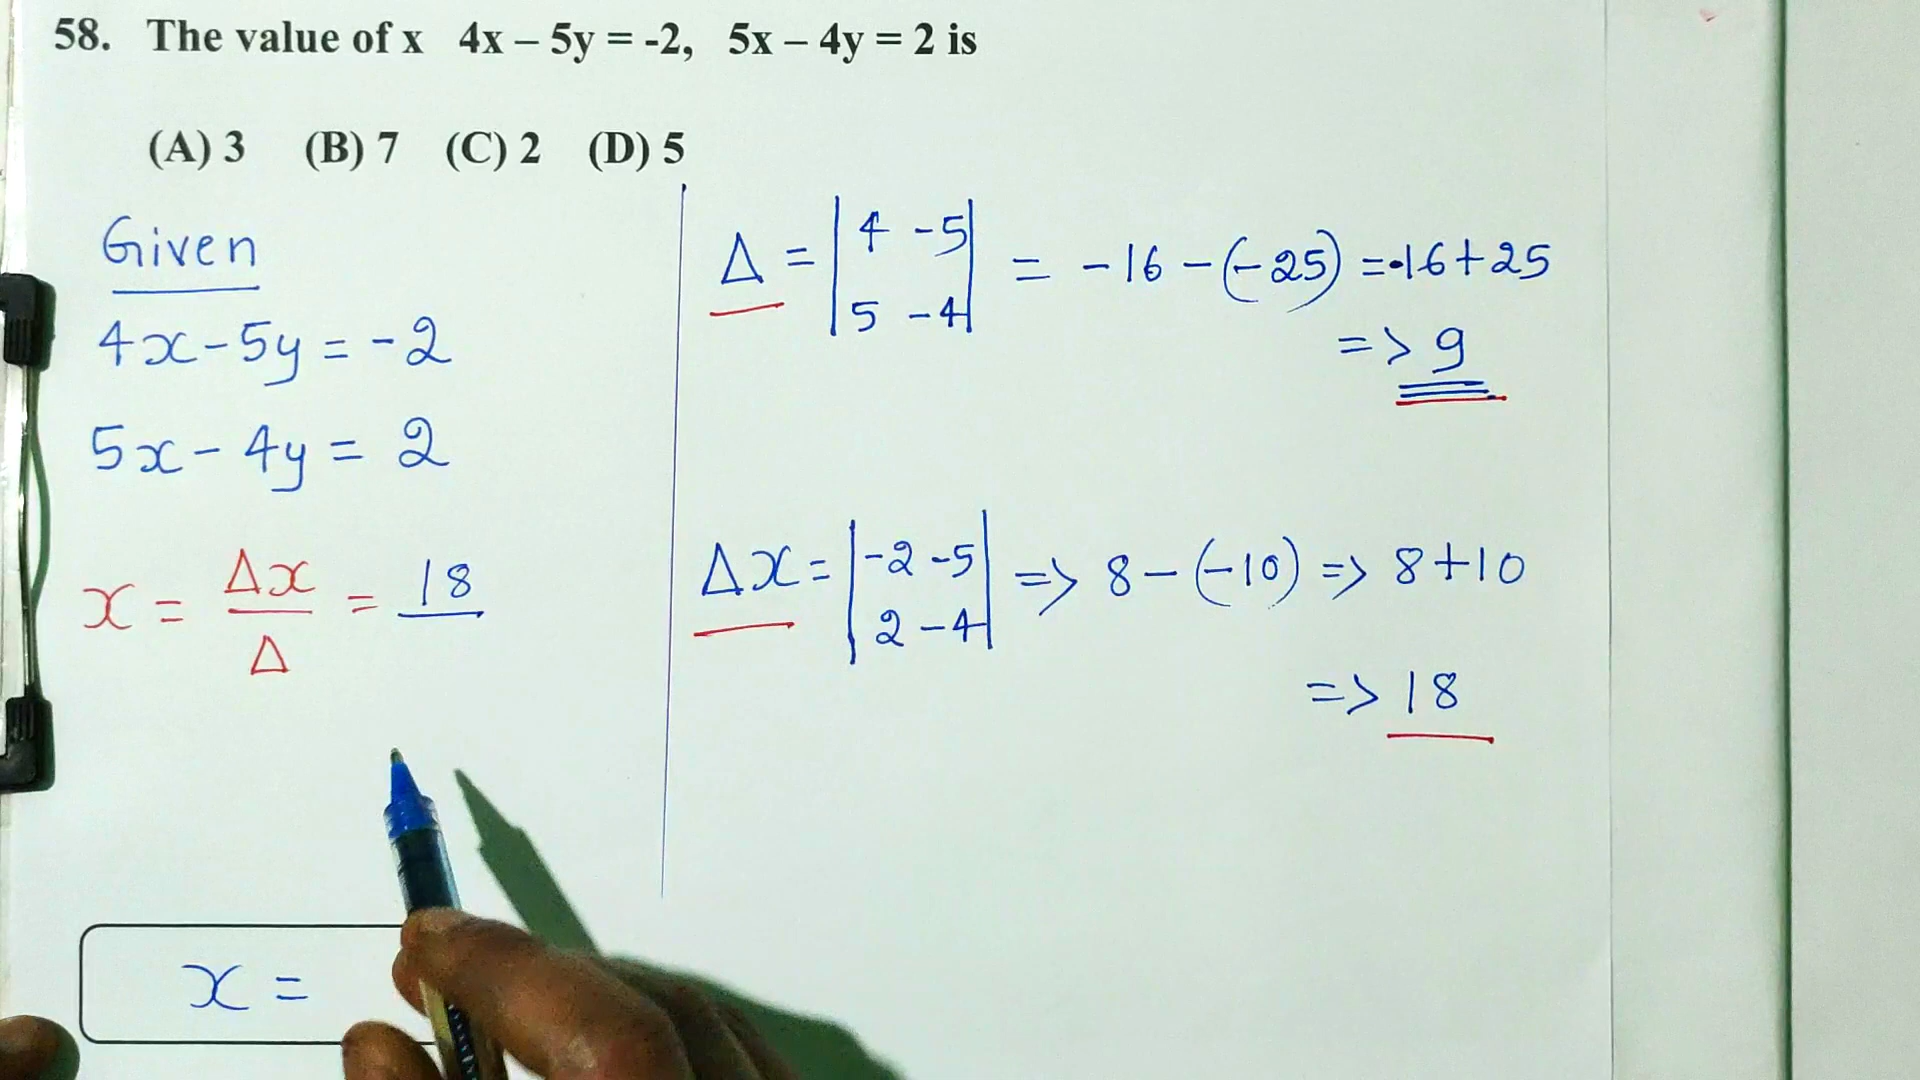 58. The value of x 4x – 5y = -2, 5x – 4y = 2 is
(A) 3 (B) 7 (C) 2 (D) 5
Given
4x - 5y = -2
5x - 4y = 2
x = Δx / Δ = 18
x =
Δ = | 4 -5 | = -16 - (-25) = -16 + 25
| 5 -4 |
=> 9
Δx = | -2 -5 | => 8 - (-10) => 8 + 10
| 2 -4 |
=> 18